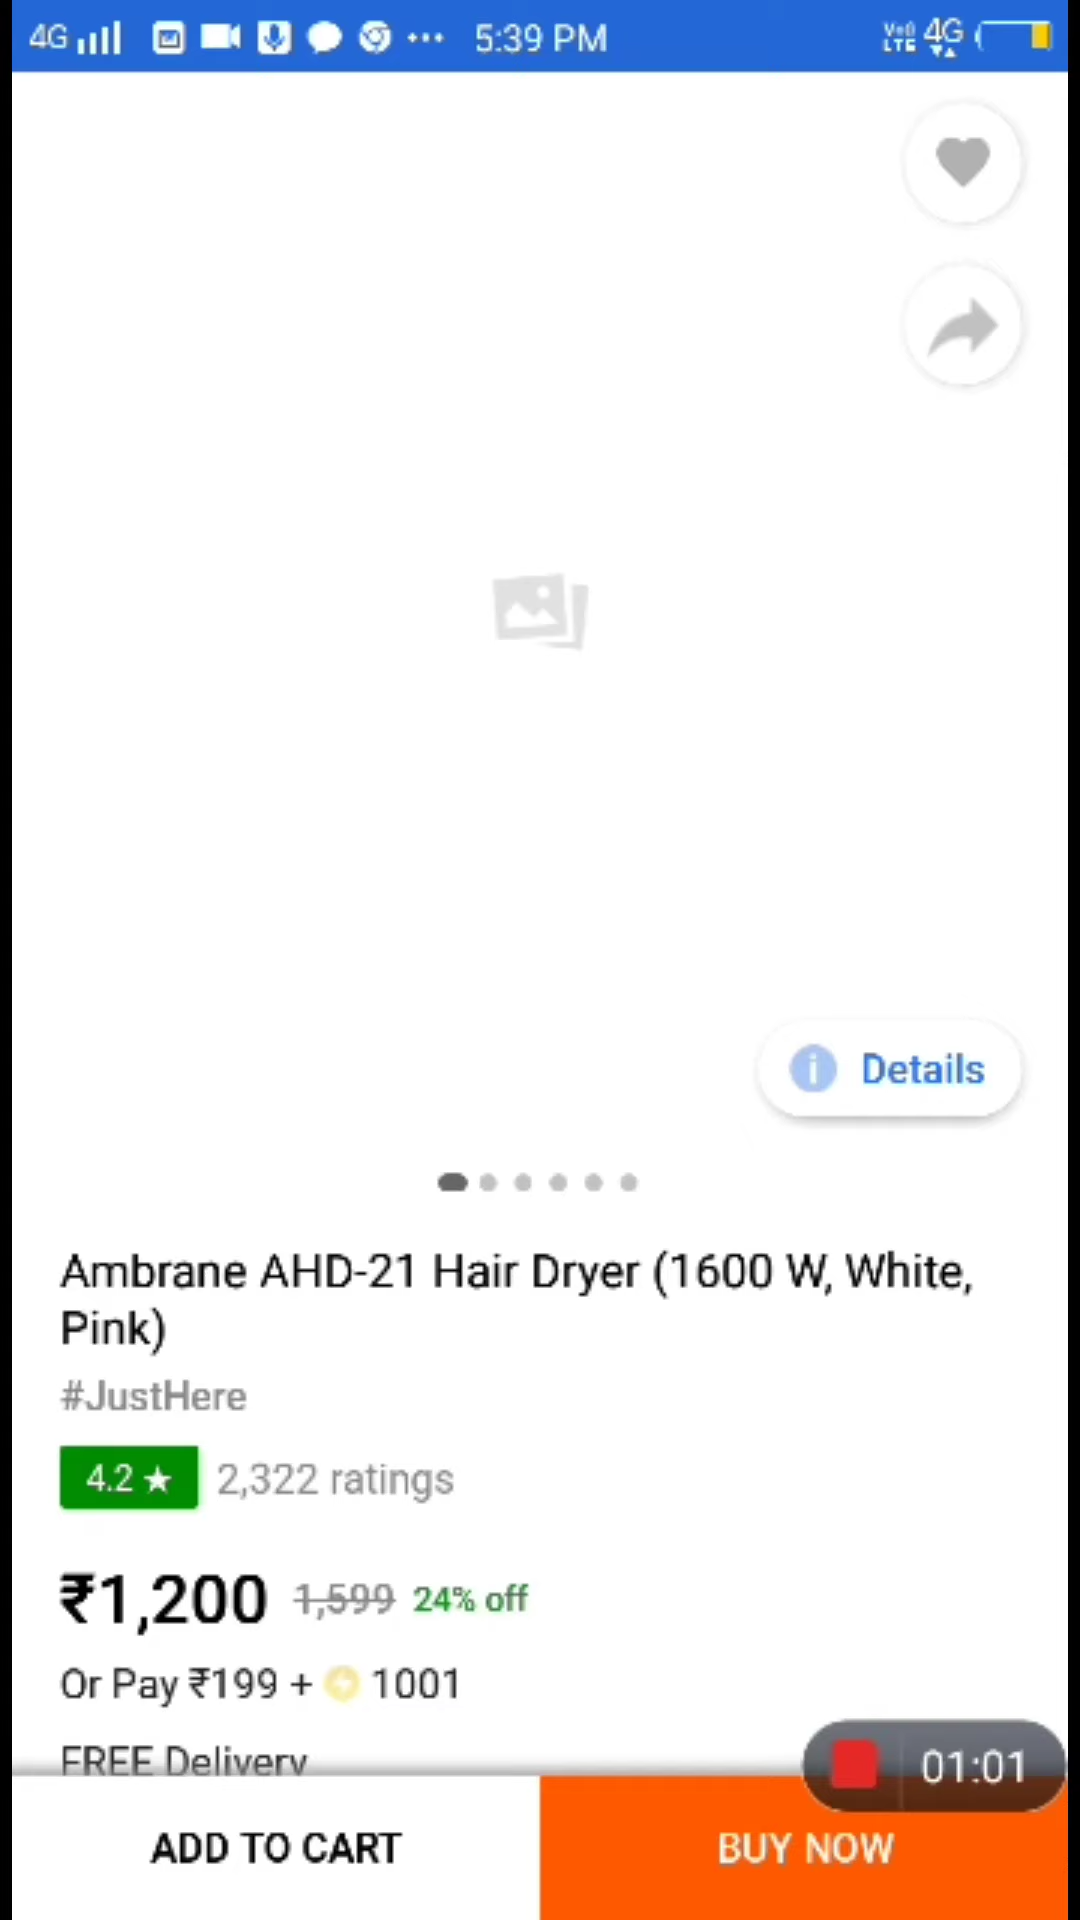 4G 5:39 PM VoD LTE 4G
Details
Ambrane AHD-21 Hair Dryer (1600 W, White,
Pink)
#JustHere
4.2 ★ 2,322 ratings
₹1,200 1,599 24% off
Or Pay ₹199 + 1001
FREE Delivery
01:01
ADD TO CART BUY NOW